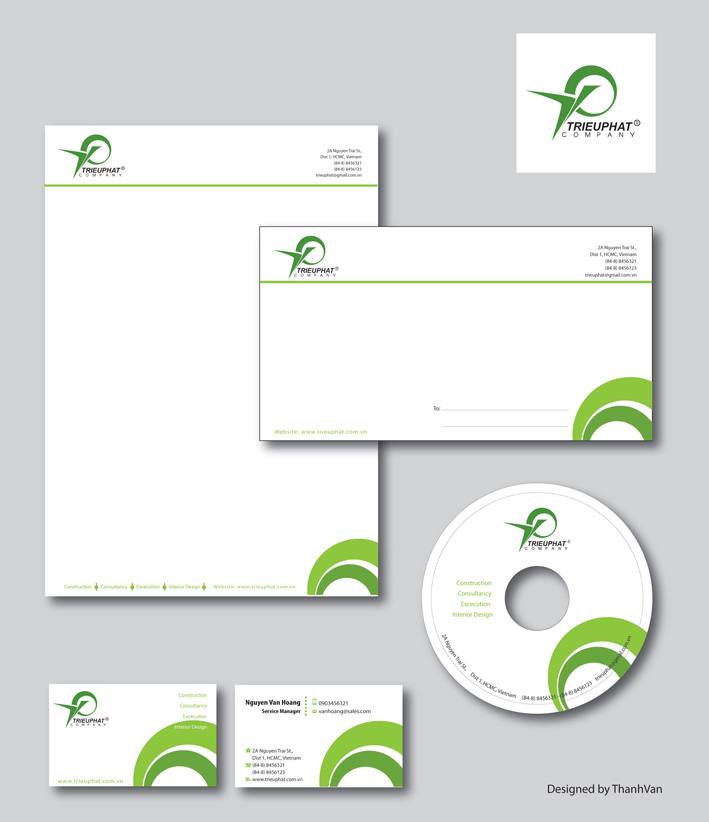 TRIEUPHAT®
COMPANY
TRIEUPHAT®
COMPANY
2A Nguyen Trai St.,
Dist 1, HCMC, Vietnam
(84-8) 8456321
(84-8) 8456123
trieuphat@gmail.com.vn
TRIEUPHAT®
COMPANY
2A Nguyen Trai St.,
Dist 1, HCMC, Vietnam
(84-8) 8456321
(84-8) 8456123
trieuphat@gmail.com.vn
To:
Website: www.trieuphat.com.vn
Construction Consultancy Excecution Interior Design Website: www.trieuphat.com.vn
TRIEUPHAT®
COMPANY
Construction
Consultancy
Excecution
Interior Design
2A Nguyen Trai St., Dist 1, HCMC, Vietnam (84-8) 8456321 (84-8) 8456123 trieuphat@gmail.com.vn
TRIEUPHAT®
COMPANY
Construction
Consultancy
Excecution
Interior Design
www.trieuphat.com.vn
Nguyen Van Hoang 0903456321
Service Manager vanhoang@sales.com
2A Nguyen Trai St.,
Dist 1, HCMC, Vietnam
(84-8) 8456321
(84-8) 8456123
www.trieuphat.com.vn
Designed by ThanhVan